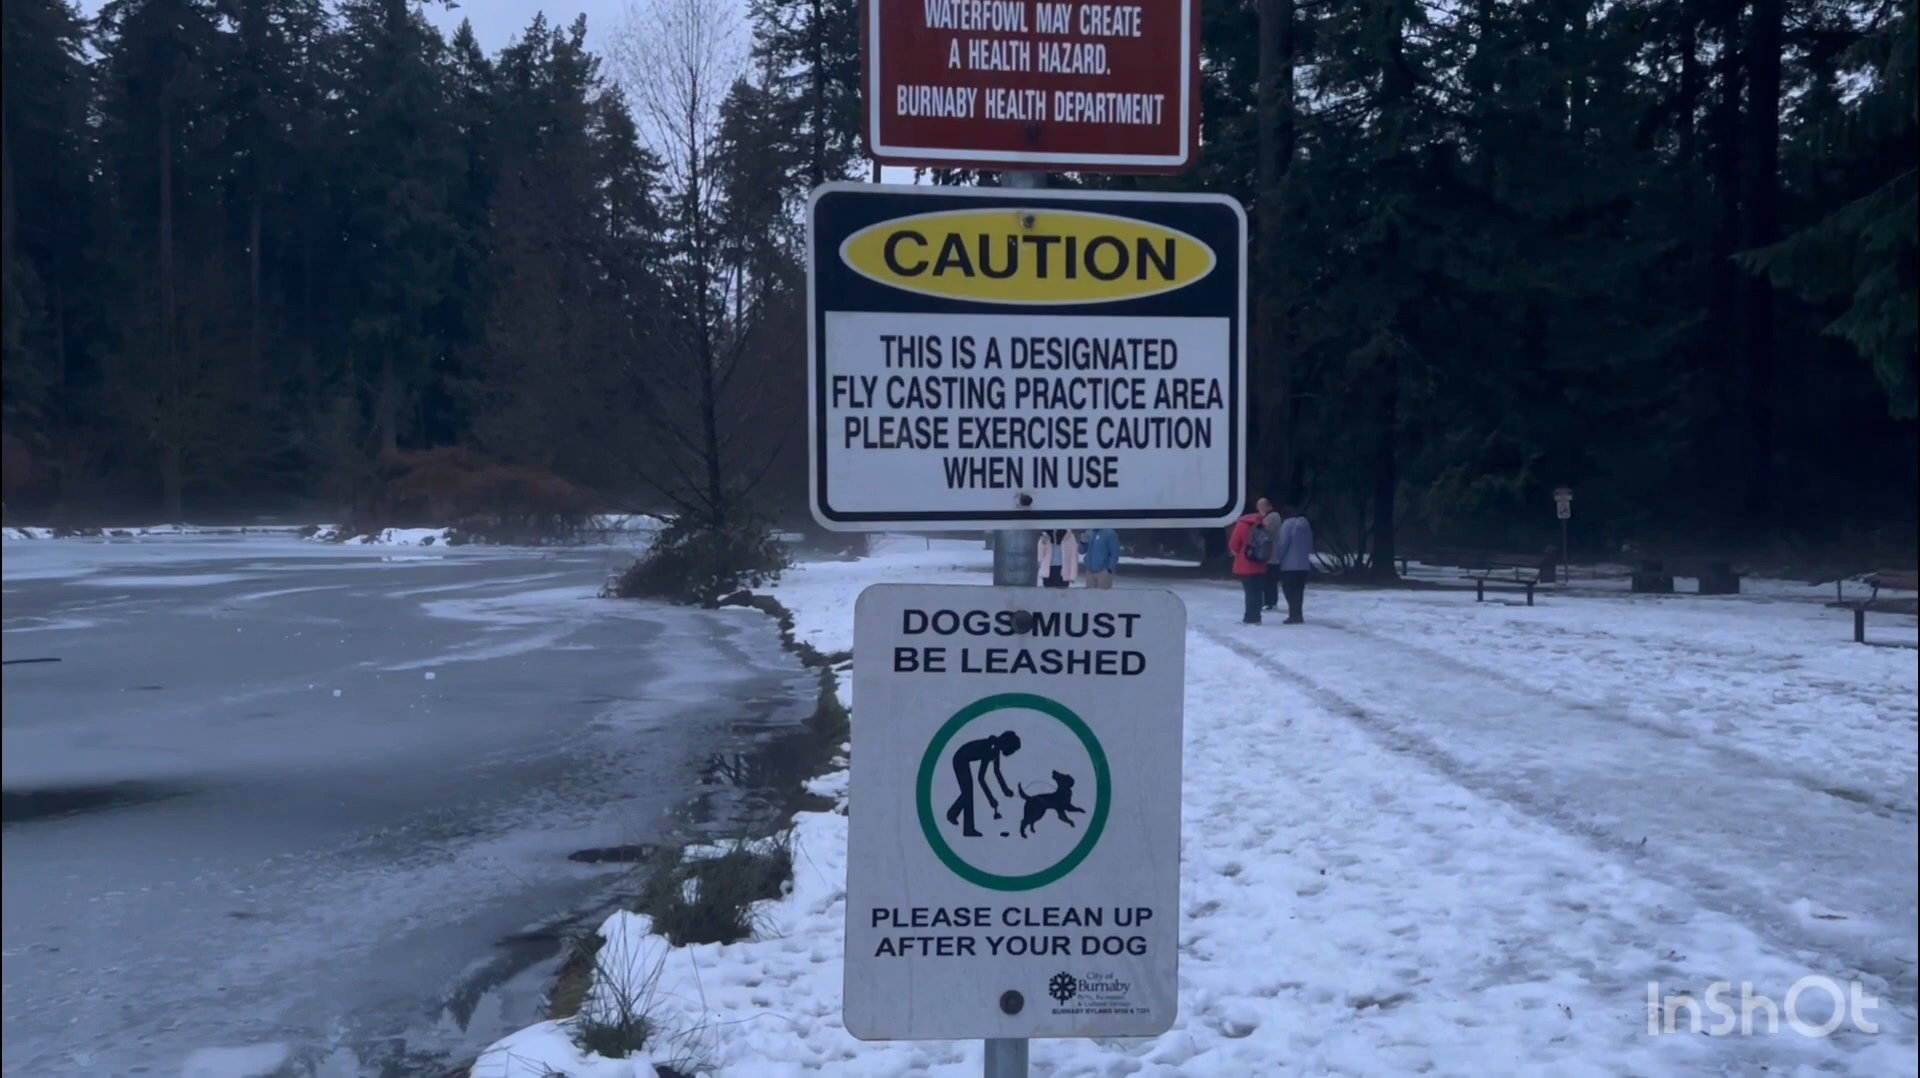 WATERFOWL MAY CREATE
A HEALTH HAZARD.
BURNABY HEALTH DEPARTMENT
CAUTION
THIS IS A DESIGNATED
FLY CASTING PRACTICE AREA
PLEASE EXERCISE CAUTION
WHEN IN USE
DOGS MUST
BE LEASHED
PLEASE CLEAN UP
AFTER YOUR DOG
City of
Burnaby
InShOt